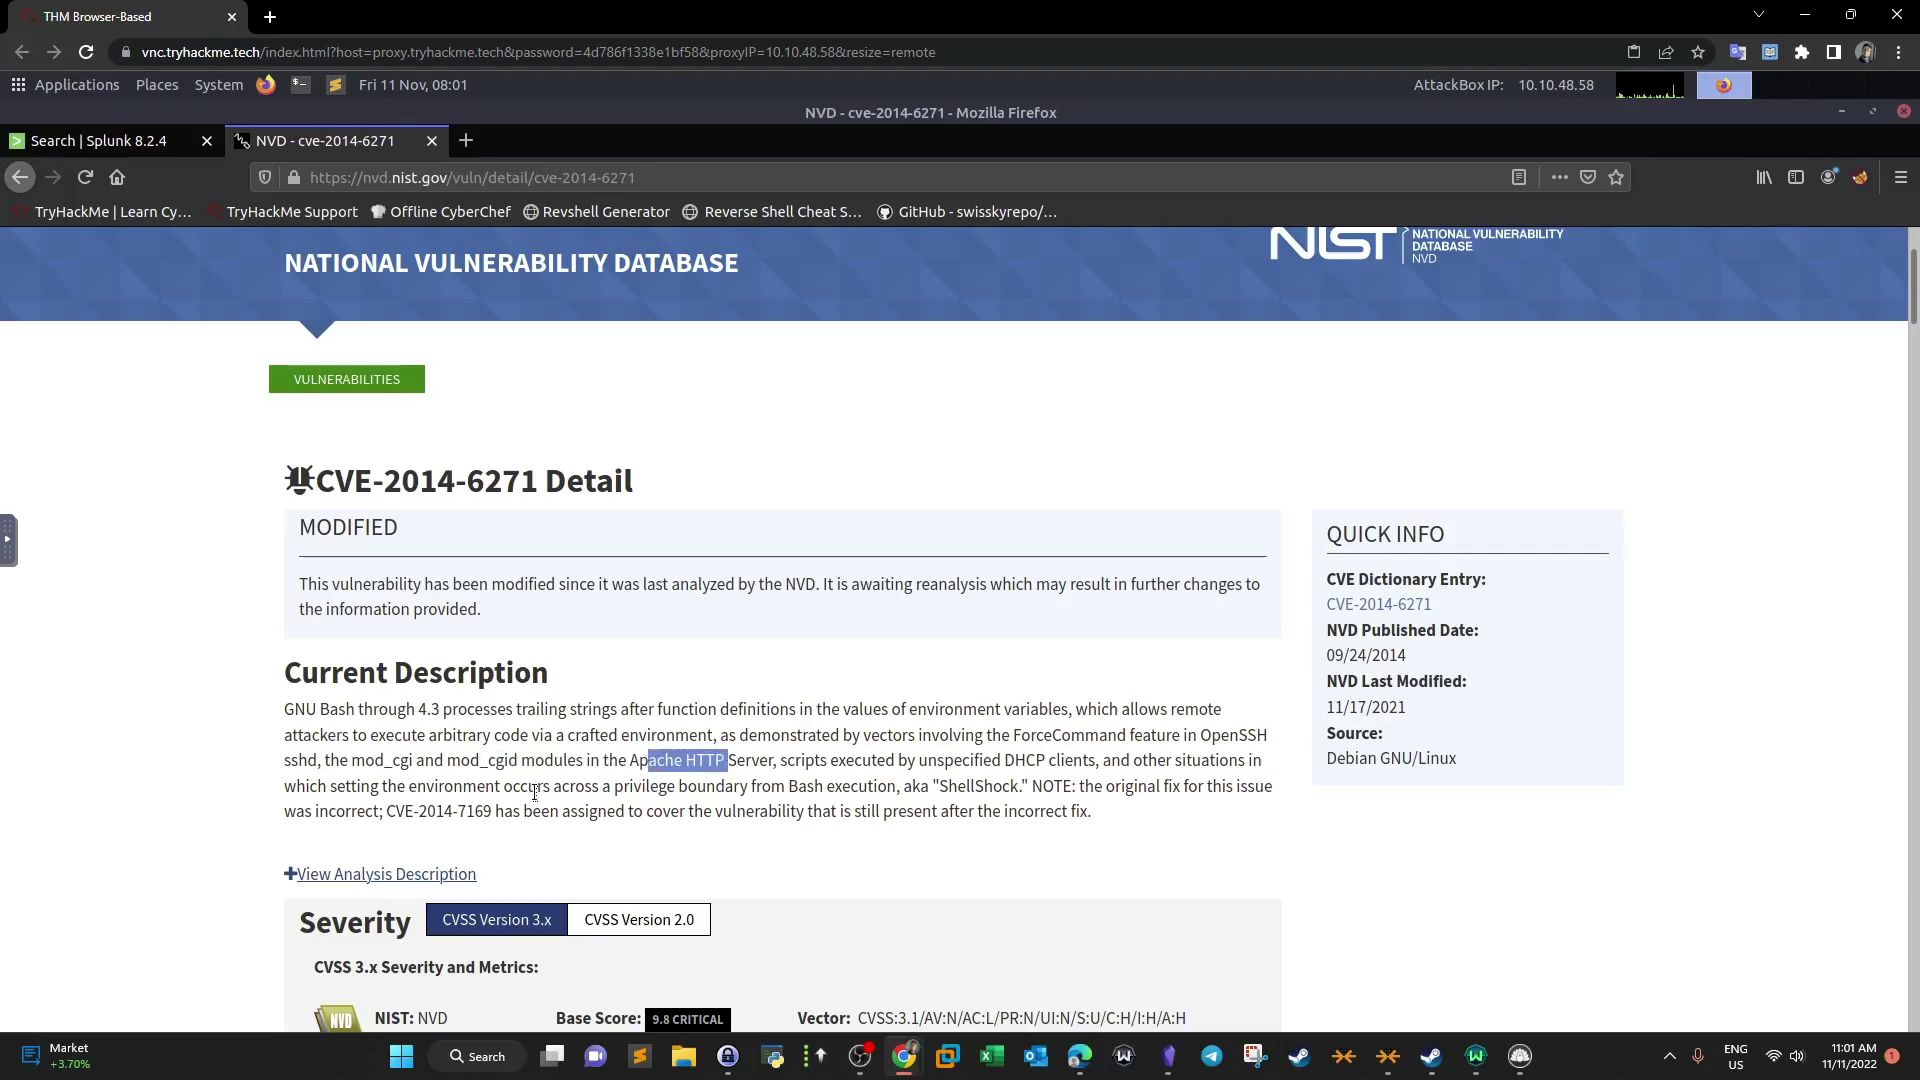 THM Browser-Based
vnc.tryhackme.tech/index.html?host=proxy.tryhackme.tech&password=4d786f1338e1bf58&proxyIP=10.10.48.58&resize=remote
Applications Places System Fri 11 Nov, 08:01 AttackBox IP: 10.10.48.58
NVD - cve-2014-6271 - Mozilla Firefox
Search | Splunk 8.2.4 NVD - cve-2014-6271
https://nvd.nist.gov/vuln/detail/cve-2014-6271
TryHackMe | Learn Cy… TryHackMe Support Offline CyberChef Revshell Generator Reverse Shell Cheat S… GitHub - swisskyrepo/…
NATIONAL VULNERABILITY DATABASE
NIST
NATIONAL VULNERABILITY
DATABASE
NVD
VULNERABILITIES
CVE-2014-6271 Detail
MODIFIED
This vulnerability has been modified since it was last analyzed by the NVD. It is awaiting reanalysis which may result in further changes to
the information provided.
Current Description
GNU Bash through 4.3 processes trailing strings after function definitions in the values of environment variables, which allows remote
attackers to execute arbitrary code via a crafted environment, as demonstrated by vectors involving the ForceCommand feature in OpenSSH
sshd, the mod_cgi and mod_cgid modules in the Apache HTTP Server, scripts executed by unspecified DHCP clients, and other situations in
which setting the environment occurs across a privilege boundary from Bash execution, aka "ShellShock." NOTE: the original fix for this issue
was incorrect; CVE-2014-7169 has been assigned to cover the vulnerability that is still present after the incorrect fix.
View Analysis Description
Severity CVSS Version 3.x CVSS Version 2.0
CVSS 3.x Severity and Metrics:
NVD NIST: NVD Base Score: 9.8 CRITICAL Vector: CVSS:3.1/AV:N/AC:L/PR:N/UI:N/S:U/C:H/I:H/A:H
QUICK INFO
CVE Dictionary Entry:
CVE-2014-6271
NVD Published Date:
09/24/2014
NVD Last Modified:
11/17/2021
Source:
Debian GNU/Linux
Market
+3.70%
Search
ENG
US
11:01 AM
11/11/2022
1